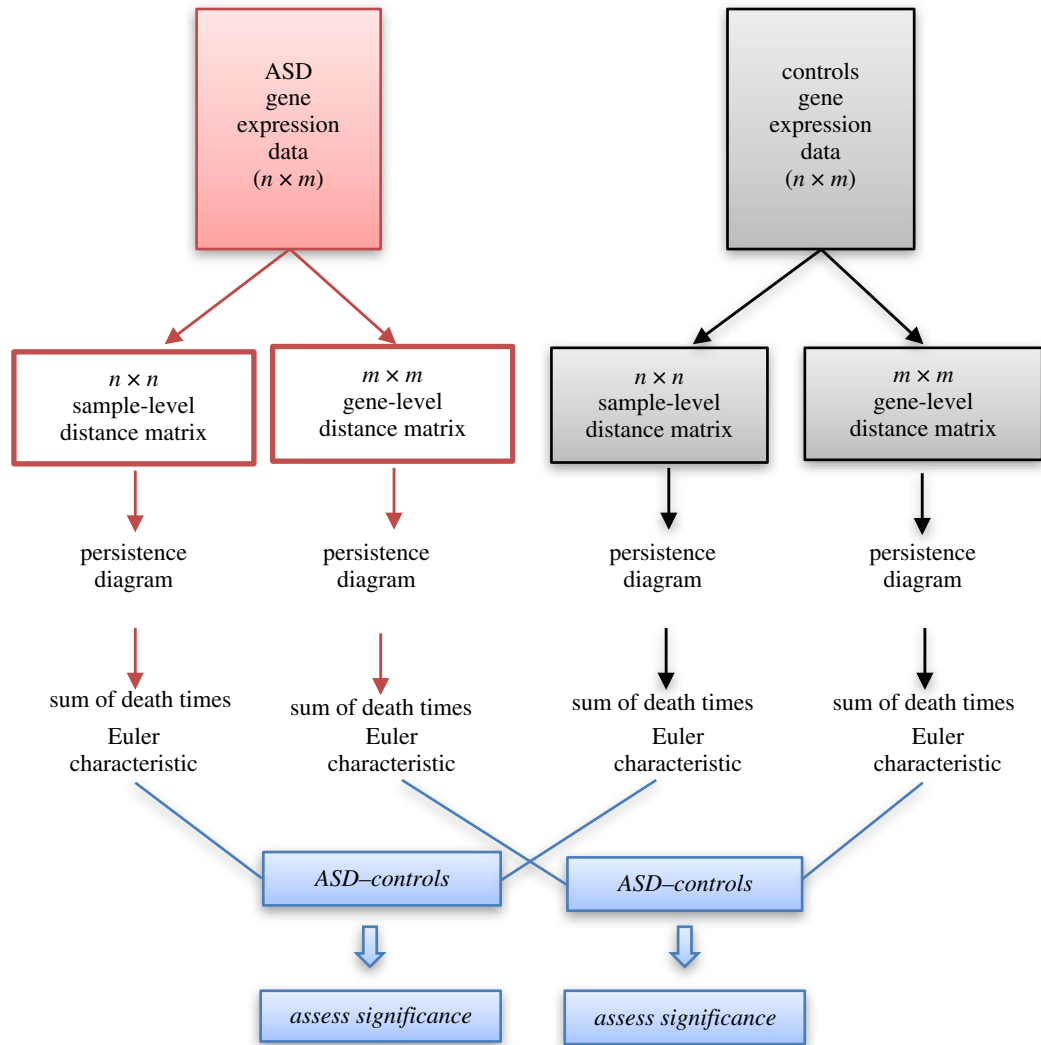 ASD
gene
expression
data
(n × m)
controls
gene
expression
data
(n × m)
n × n
sample-level
distance matrix
m × m
gene-level
distance matrix
n × n
sample-level
distance matrix
m × m
gene-level
distance matrix
persistence
diagram
persistence
diagram
persistence
diagram
persistence
diagram
sum of death times
Euler
characteristic
sum of death times
Euler
characteristic
sum of death times
Euler
characteristic
sum of death times
Euler
characteristic
ASD–controls
ASD–controls
assess significance
assess significance